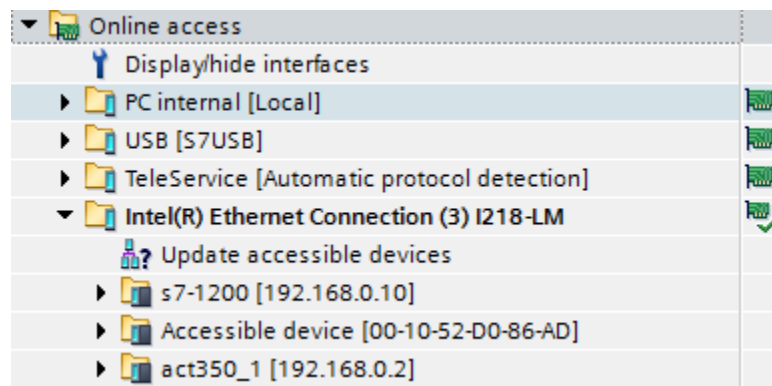 Online access
Display/hide interfaces
PC internal [Local]
USB [S7USB]
TeleService [Automatic protocol detection]
Intel(R) Ethernet Connection (3) I218-LM
Update accessible devices
s7-1200 [192.168.0.10]
Accessible device [00-10-52-D0-86-AD]
act350_1 [192.168.0.2]